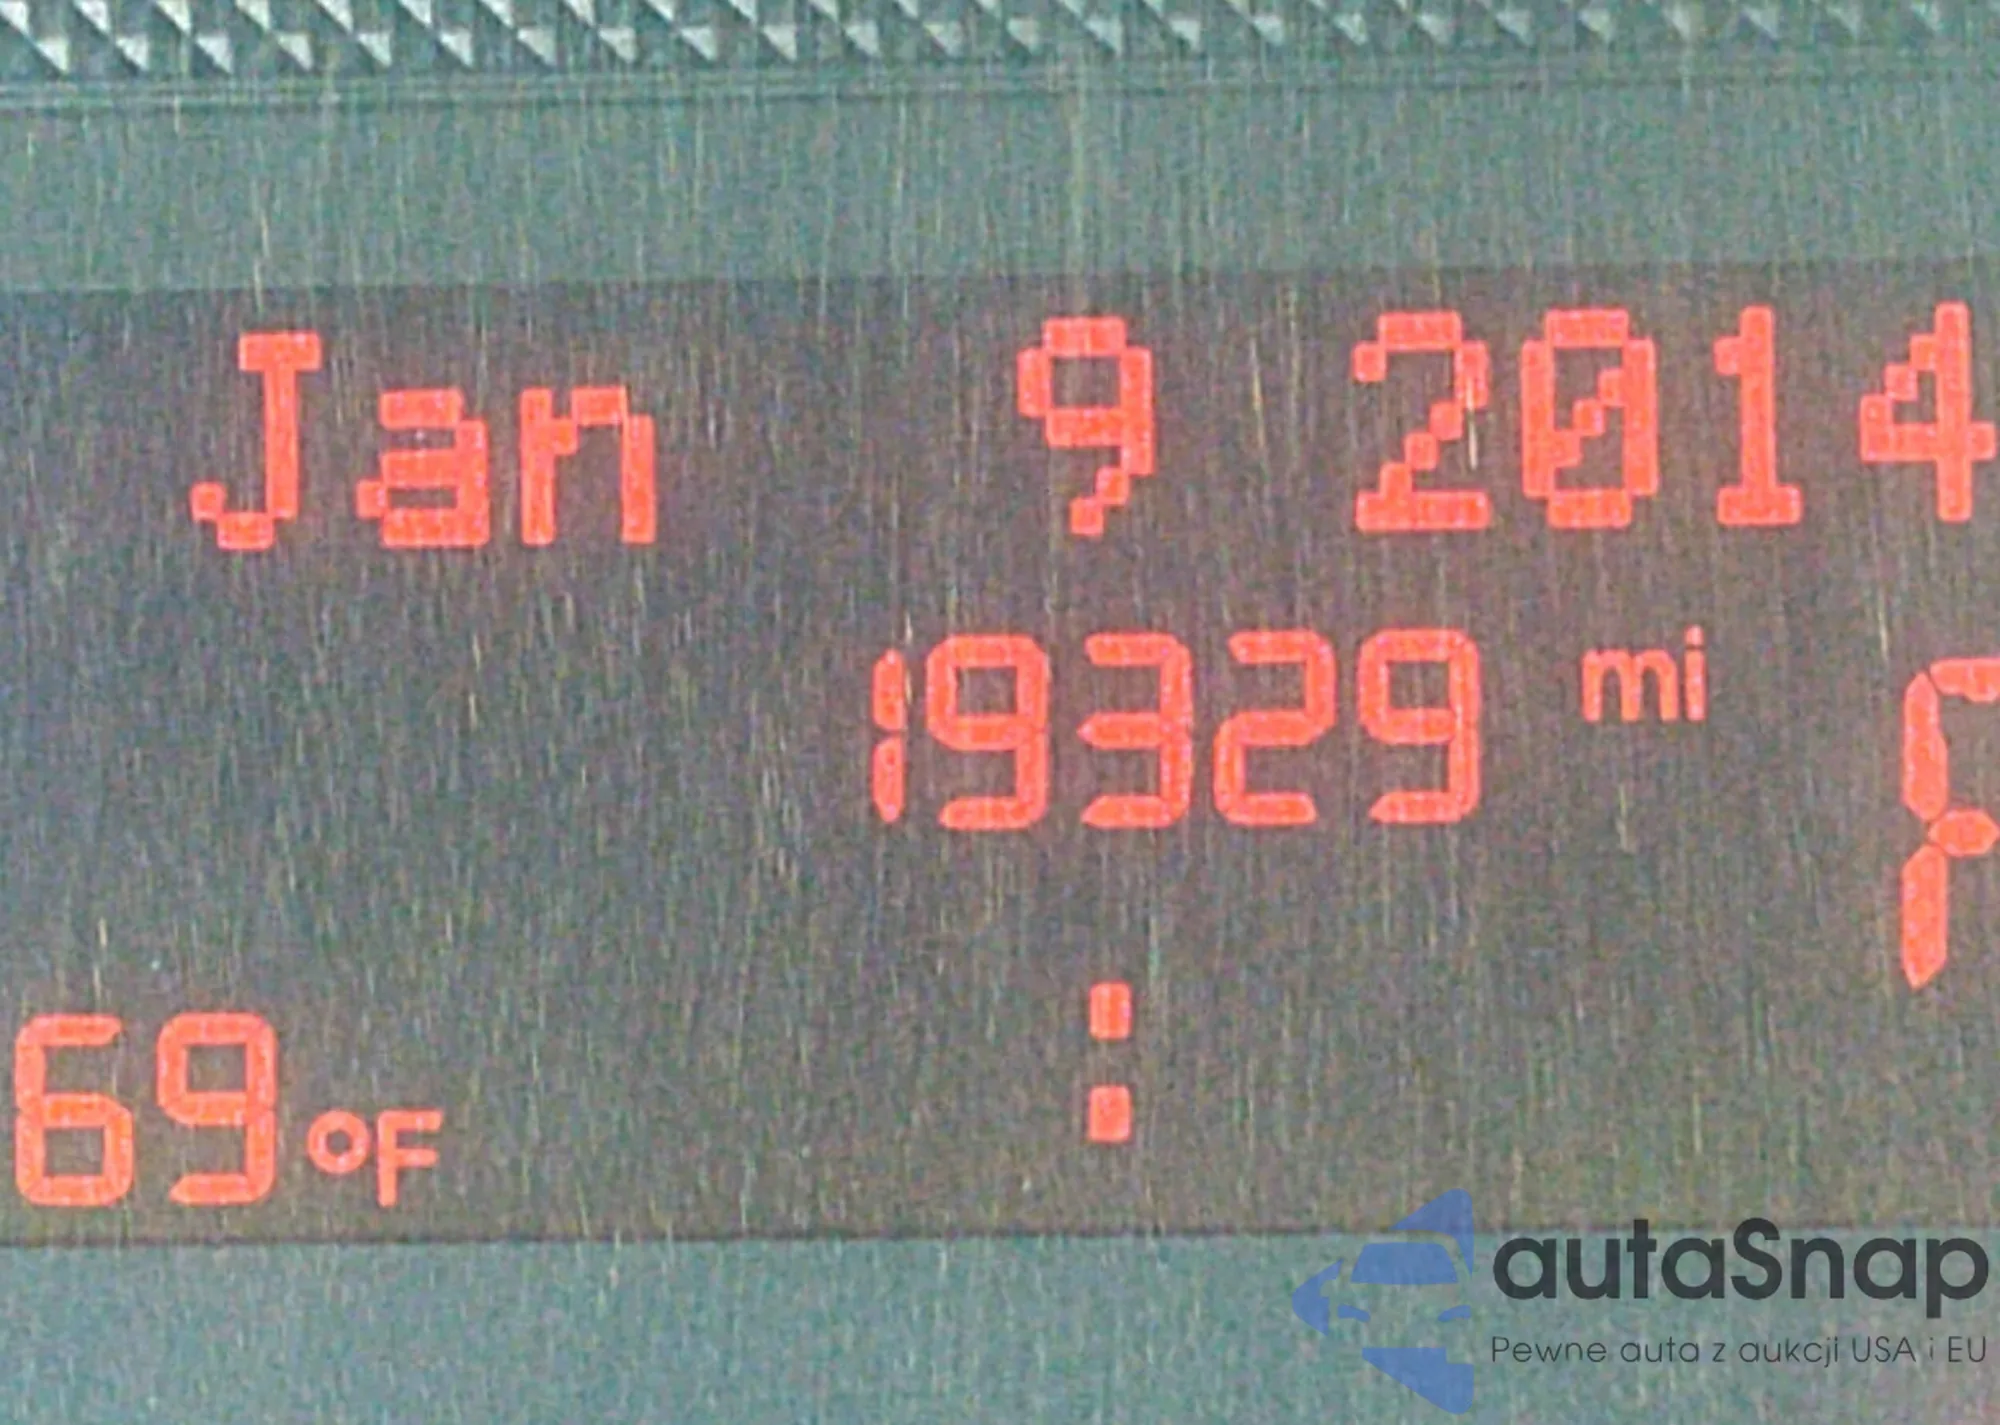 Jan 9 2014
19329 mi
P
69 °F
:
autaSnap
Pewne auta z aukcji USA i EU